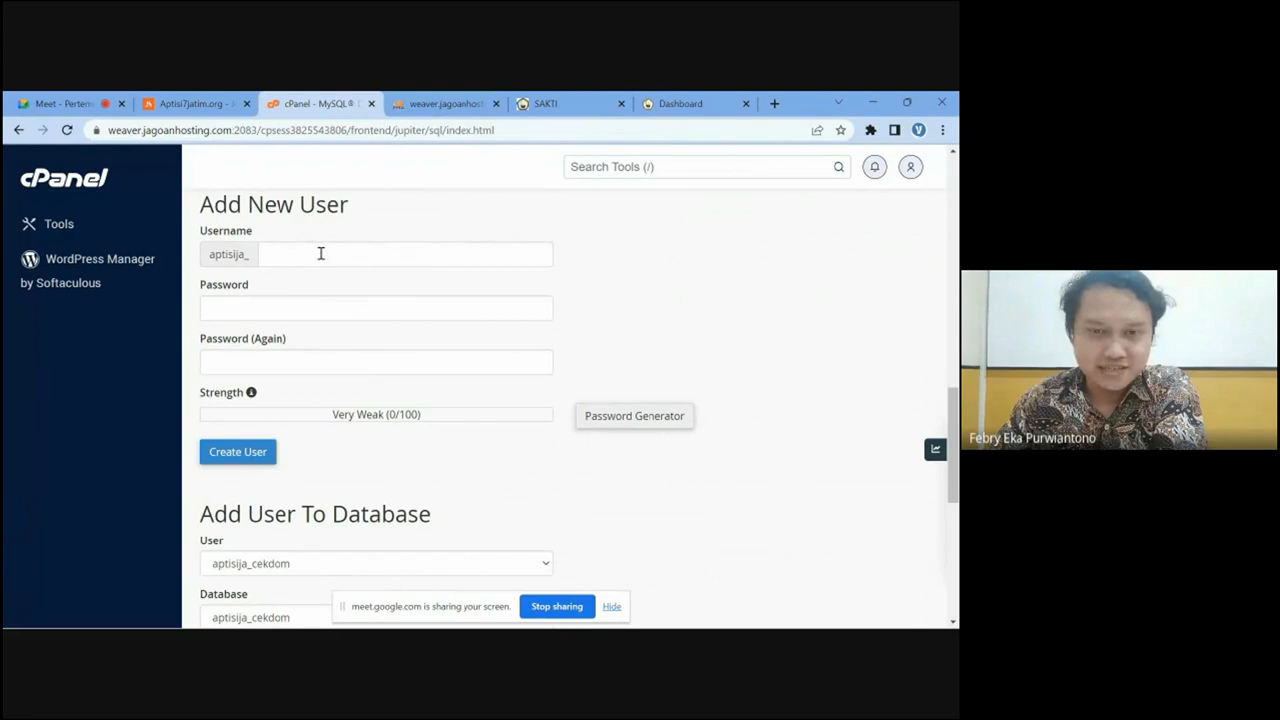 Meet - Pertem
Aptisi7jatim.org -
cPanel - MySQL®
weaver.jagoanhost
SAKTI
Dashboard
weaver.jagoanhosting.com:2083/cpsess3825543806/frontend/jupiter/sql/index.html
V
cPanel
Search Tools (/)
Tools
WordPress Manager
by Softaculous
Add New User
Username
aptisija_
Password
Password (Again)
Strength
Very Weak (0/100)
Password Generator
Create User
Add User To Database
User
aptisija_cekdom
Database
aptisija_cekdom
meet.google.com is sharing your screen.
Stop sharing
Hide
Febry Eka Purwiantono